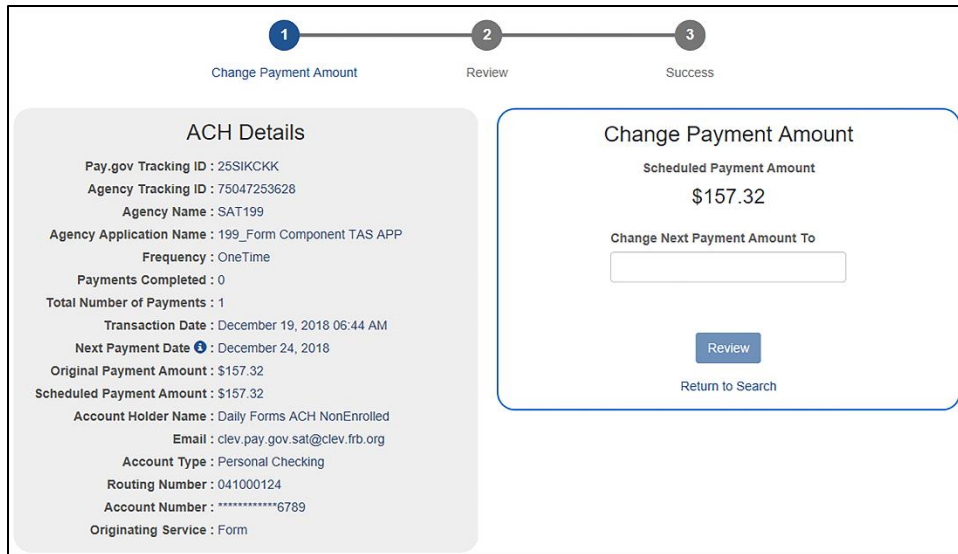 1 2 3
Change Payment Amount Review Success
ACH Details
Pay.gov Tracking ID : 25SIKCKK
Agency Tracking ID : 75047253628
Agency Name : SAT199
Agency Application Name : 199_Form Component TAS APP
Frequency : OneTime
Payments Completed : 0
Total Number of Payments : 1
Transaction Date : December 19, 2018 06:44 AM
Next Payment Date i : December 24, 2018
Original Payment Amount : $157.32
Scheduled Payment Amount : $157.32
Account Holder Name : Daily Forms ACH NonEnrolled
Email : clev.pay.gov.sat@clev.frb.org
Account Type : Personal Checking
Routing Number : 041000124
Account Number : ************6789
Originating Service : Form
Change Payment Amount
Scheduled Payment Amount
$157.32
Change Next Payment Amount To
Review
Return to Search